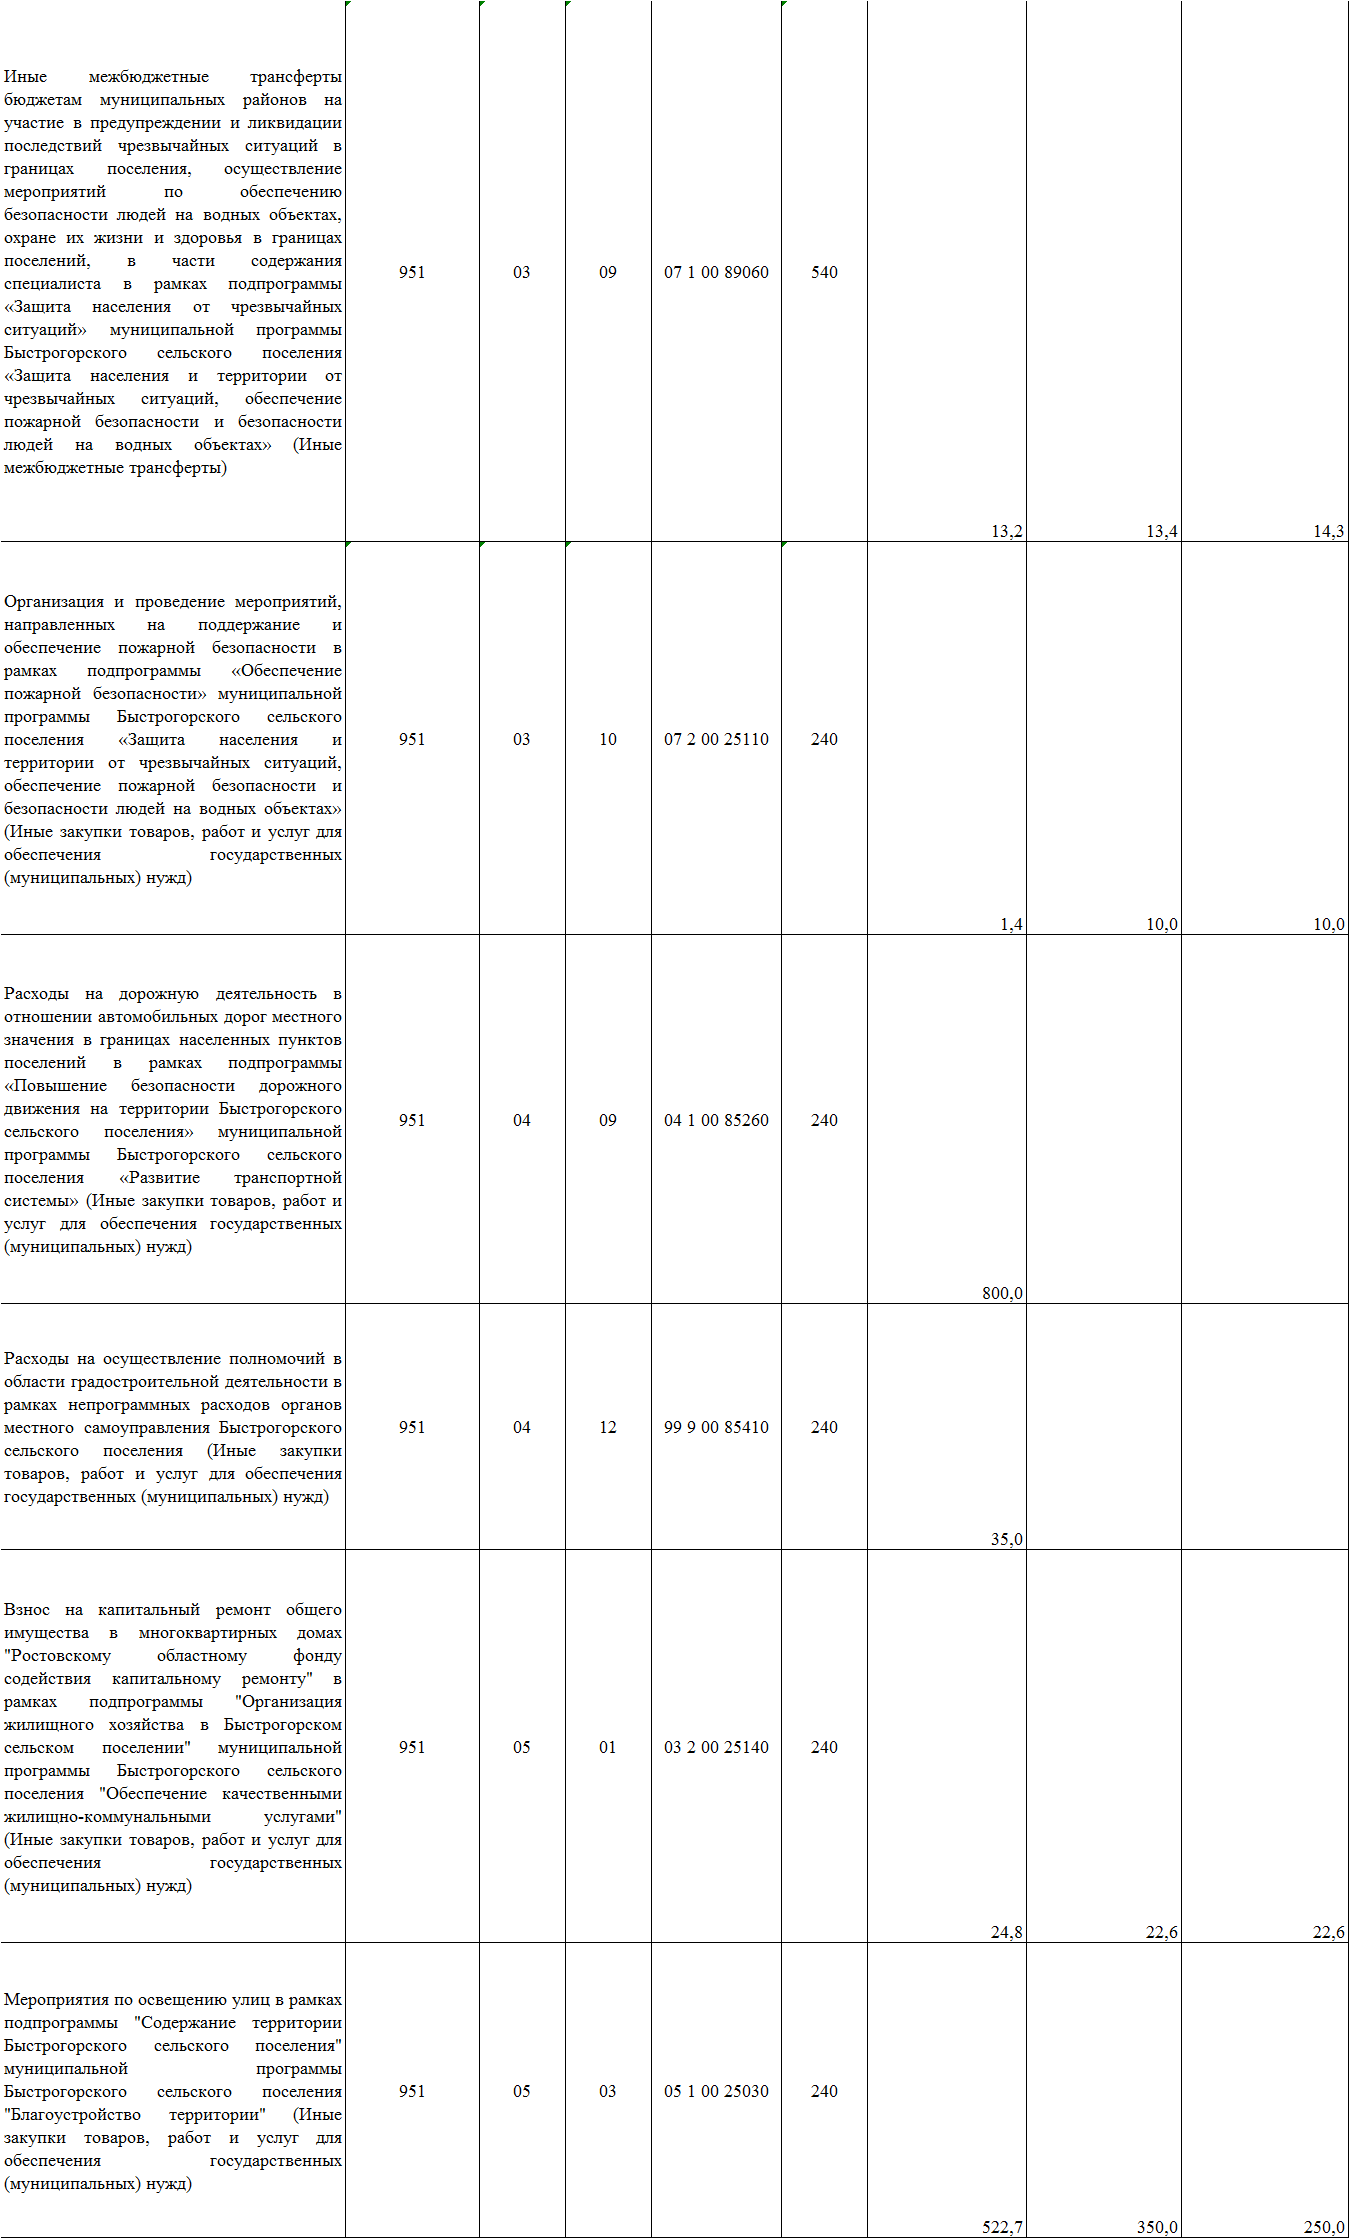 Иные межбюджетные трансферты
бюджетам муниципальных районов на
участие в предупреждении и ликвидации
последствий чрезвычайных ситуаций в
границах поселения, осуществление
мероприятий по обеспечению
безопасности людей на водных объектах,
охране их жизни и здоровья в границах
поселений, в части содержания
специалиста в рамках подпрограммы
«Защита населения от чрезвычайных
ситуаций» муниципальной программы
Быстрогорского сельского поселения
«Защита населения и территории от
чрезвычайных ситуаций, обеспечение
пожарной безопасности и безопасности
людей на водных объектах» (Иные
межбюджетные трансферты)
951 03 09 07 1 00 89060 540
13,2 13,4 14,3
Организация и проведение мероприятий,
направленных на поддержание и
обеспечение пожарной безопасности в
рамках подпрограммы «Обеспечение
пожарной безопасности» муниципальной
программы Быстрогорского сельского
поселения «Защита населения и
территории от чрезвычайных ситуаций,
обеспечение пожарной безопасности и
безопасности людей на водных объектах»
(Иные закупки товаров, работ и услуг для
обеспечения государственных
(муниципальных) нужд)
951 03 10 07 2 00 25110 240
1,4 10,0 10,0
Расходы на дорожную деятельность в
отношении автомобильных дорог местного
значения в границах населенных пунктов
поселений в рамках подпрограммы
«Повышение безопасности дорожного
движения на территории Быстрогорского
сельского поселения» муниципальной
программы Быстрогорского сельского
поселения «Развитие транспортной
системы» (Иные закупки товаров, работ и
услуг для обеспечения государственных
(муниципальных) нужд)
951 04 09 04 1 00 85260 240
800,0
Расходы на осуществление полномочий в
области градостроительной деятельности в
рамках непрограммных расходов органов
местного самоуправления Быстрогорского
сельского поселения (Иные закупки
товаров, работ и услуг для обеспечения
государственных (муниципальных) нужд)
951 04 12 99 9 00 85410 240
35,0
Взнос на капитальный ремонт общего
имущества в многоквартирных домах
"Ростовскому областному фонду
содействия капитальному ремонту" в
рамках подпрограммы "Организация
жилищного хозяйства в Быстрогорском
сельском поселении" муниципальной
программы Быстрогорского сельского
поселения "Обеспечение качественными
жилищно-коммунальными услугами"
(Иные закупки товаров, работ и услуг для
обеспечения государственных
(муниципальных) нужд)
951 05 01 03 2 00 25140 240
24,8 22,6 22,6
Мероприятия по освещению улиц в рамках
подпрограммы "Содержание территории
Быстрогорского сельского поселения"
муниципальной программы
Быстрогорского сельского поселения
"Благоустройство территории" (Иные
закупки товаров, работ и услуг для
обеспечения государственных
(муниципальных) нужд)
951 05 03 05 1 00 25030 240
522,7 350,0 250,0